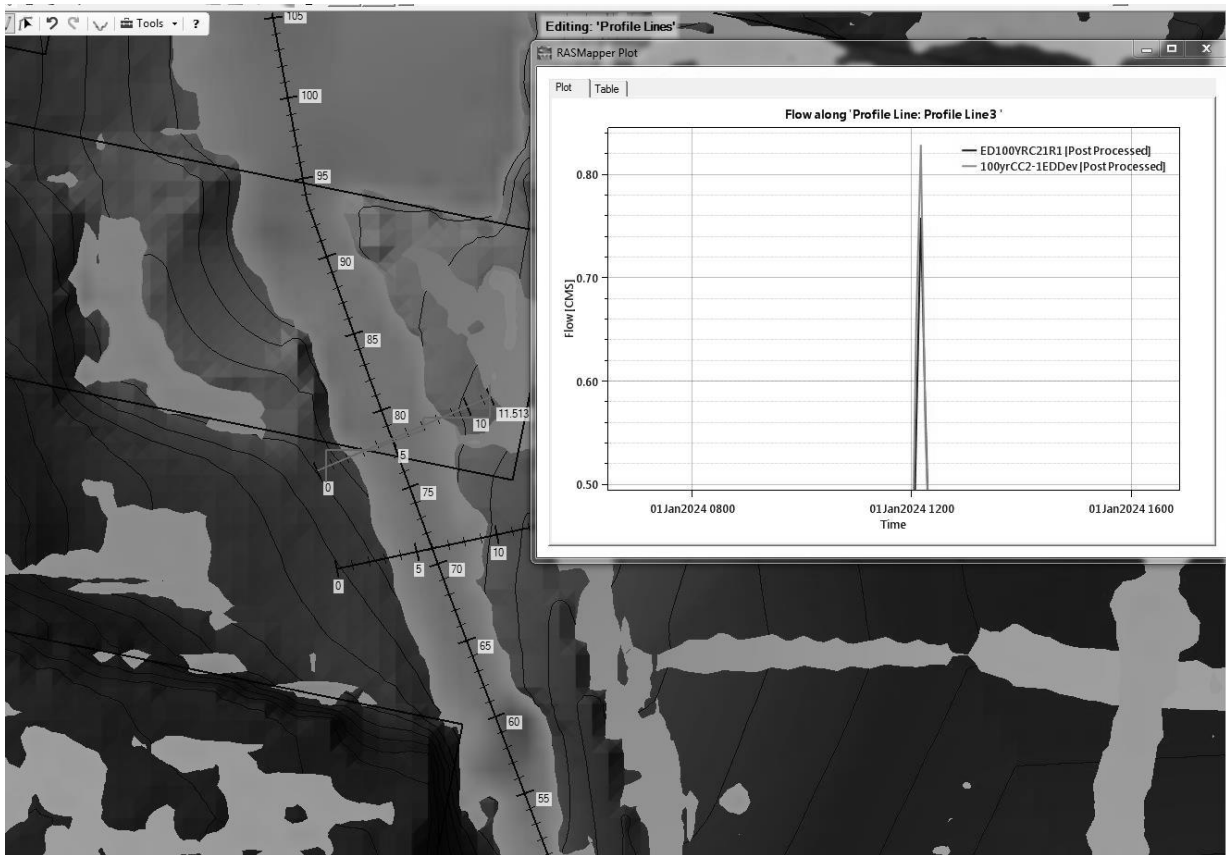 Tools ?
Editing: 'Profile Lines'
RASMapper Plot
Plot Table
Flow along 'Profile Line: Profile Line3 '
ED100YRC21R1 [Post Processed]
100yrCC2-1EDDev [Post Processed]
0.80
0.70
0.60
0.50
Flow [CMS]
01Jan2024 0800 01Jan2024 1200 01Jan2024 1600
Time
105
100
95
90
85
80
75
70
65
60
55
0
5
10
11.513
0
5
10